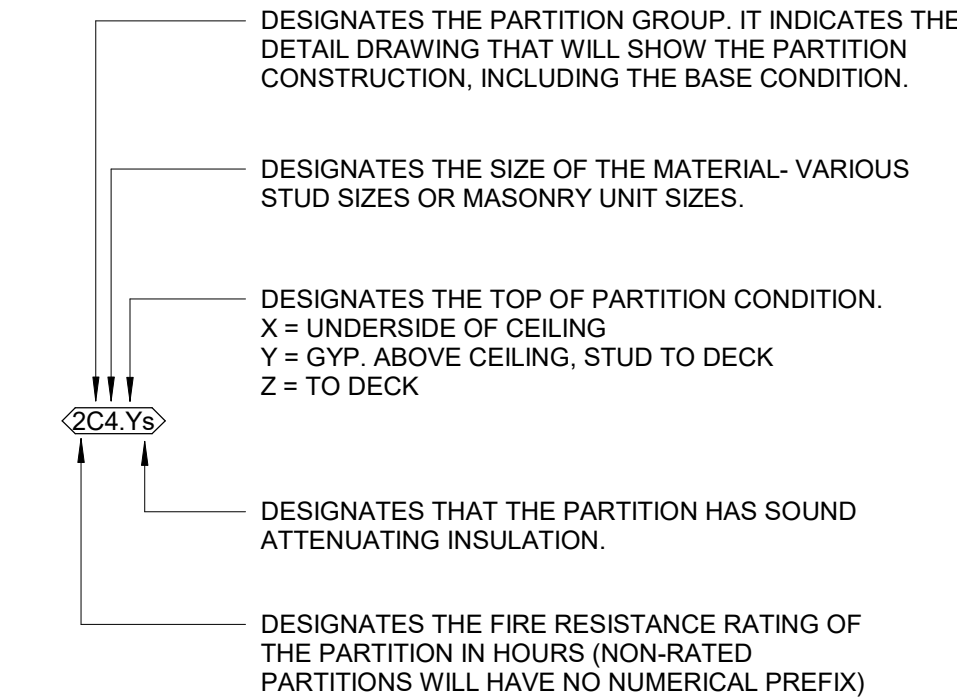 DESIGNATES THE PARTITION GROUP. IT INDICATES THE
DETAIL DRAWING THAT WILL SHOW THE PARTITION
CONSTRUCTION, INCLUDING THE BASE CONDITION.
DESIGNATES THE SIZE OF THE MATERIAL- VARIOUS
STUD SIZES OR MASONRY UNIT SIZES.
DESIGNATES THE TOP OF PARTITION CONDITION.
X = UNDERSIDE OF CEILING
Y = GYP. ABOVE CEILING, STUD TO DECK
Z = TO DECK
2C4.Ys
DESIGNATES THAT THE PARTITION HAS SOUND
ATTENUATING INSULATION.
DESIGNATES THE FIRE RESISTANCE RATING OF
THE PARTITION IN HOURS (NON-RATED
PARTITIONS WILL HAVE NO NUMERICAL PREFIX)